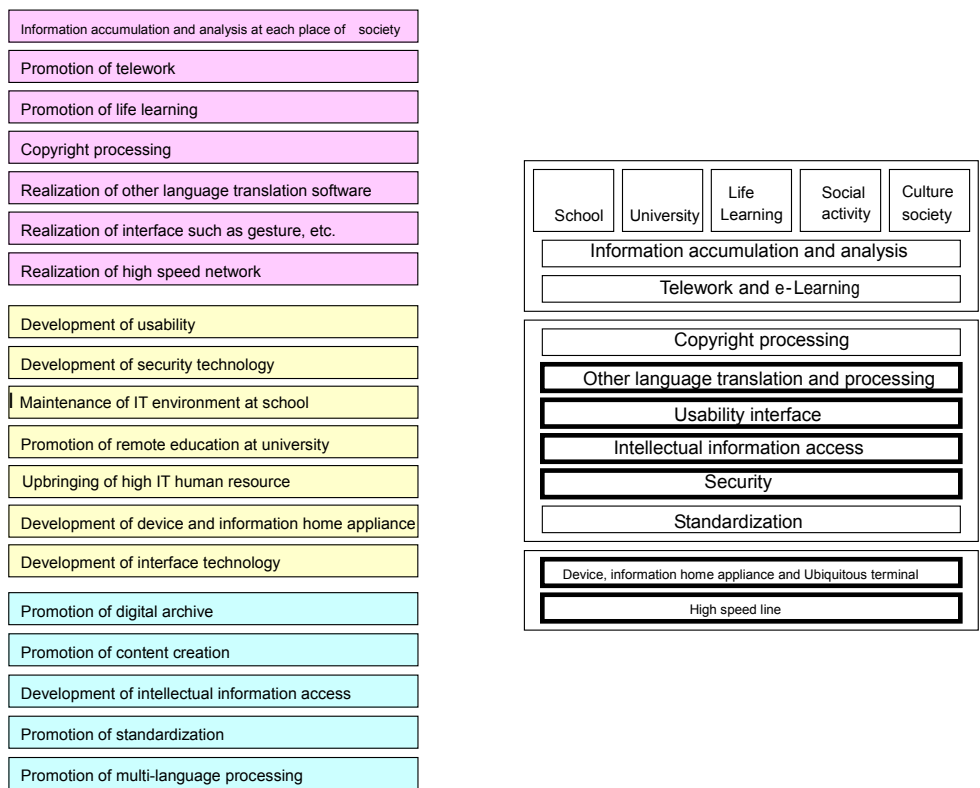 Information accumulation and analysis at each place of society
Promotion of telework
Promotion of life learning
Copyright processing
Realization of other language translation software
Realization of interface such as gesture, etc.
Realization of high speed network
Development of usability
Development of security technology
Maintenance of IT environment at school
Promotion of remote education at university
Upbringing of high IT human resource
Development of device and information home appliance
Development of interface technology
Promotion of digital archive
Promotion of content creation
Development of intellectual information access
Promotion of standardization
Promotion of multi-language processing
School
University
Life
Learning
Social
activity
Culture
society
Information accumulation and analysis
Telework and e-Learning
Copyright processing
Other language translation and processing
Usability interface
Intellectual information access
Security
Standardization
Device, information home appliance and Ubiquitous terminal
High speed line